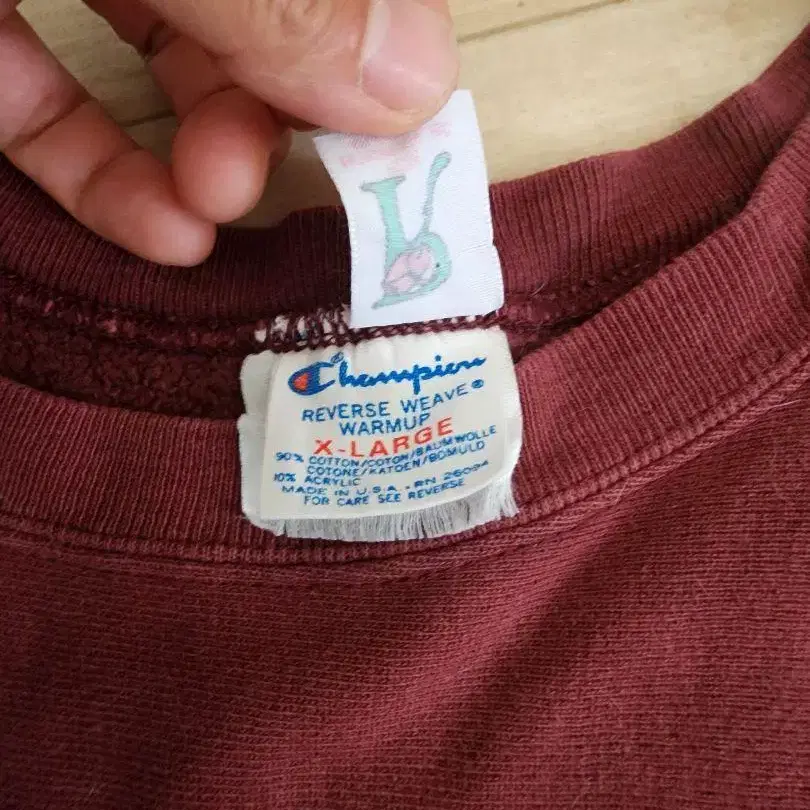 Champion®
REVERSE WEAVE®
WARMUP
X-LARGE
90% COTTON/COTON/BAUMWOLLE
COTONE/KATOEN/BOMULD
10% ACRYLIC
MADE IN U.S.A. - RN 26094
FOR CARE SEE REVERSE